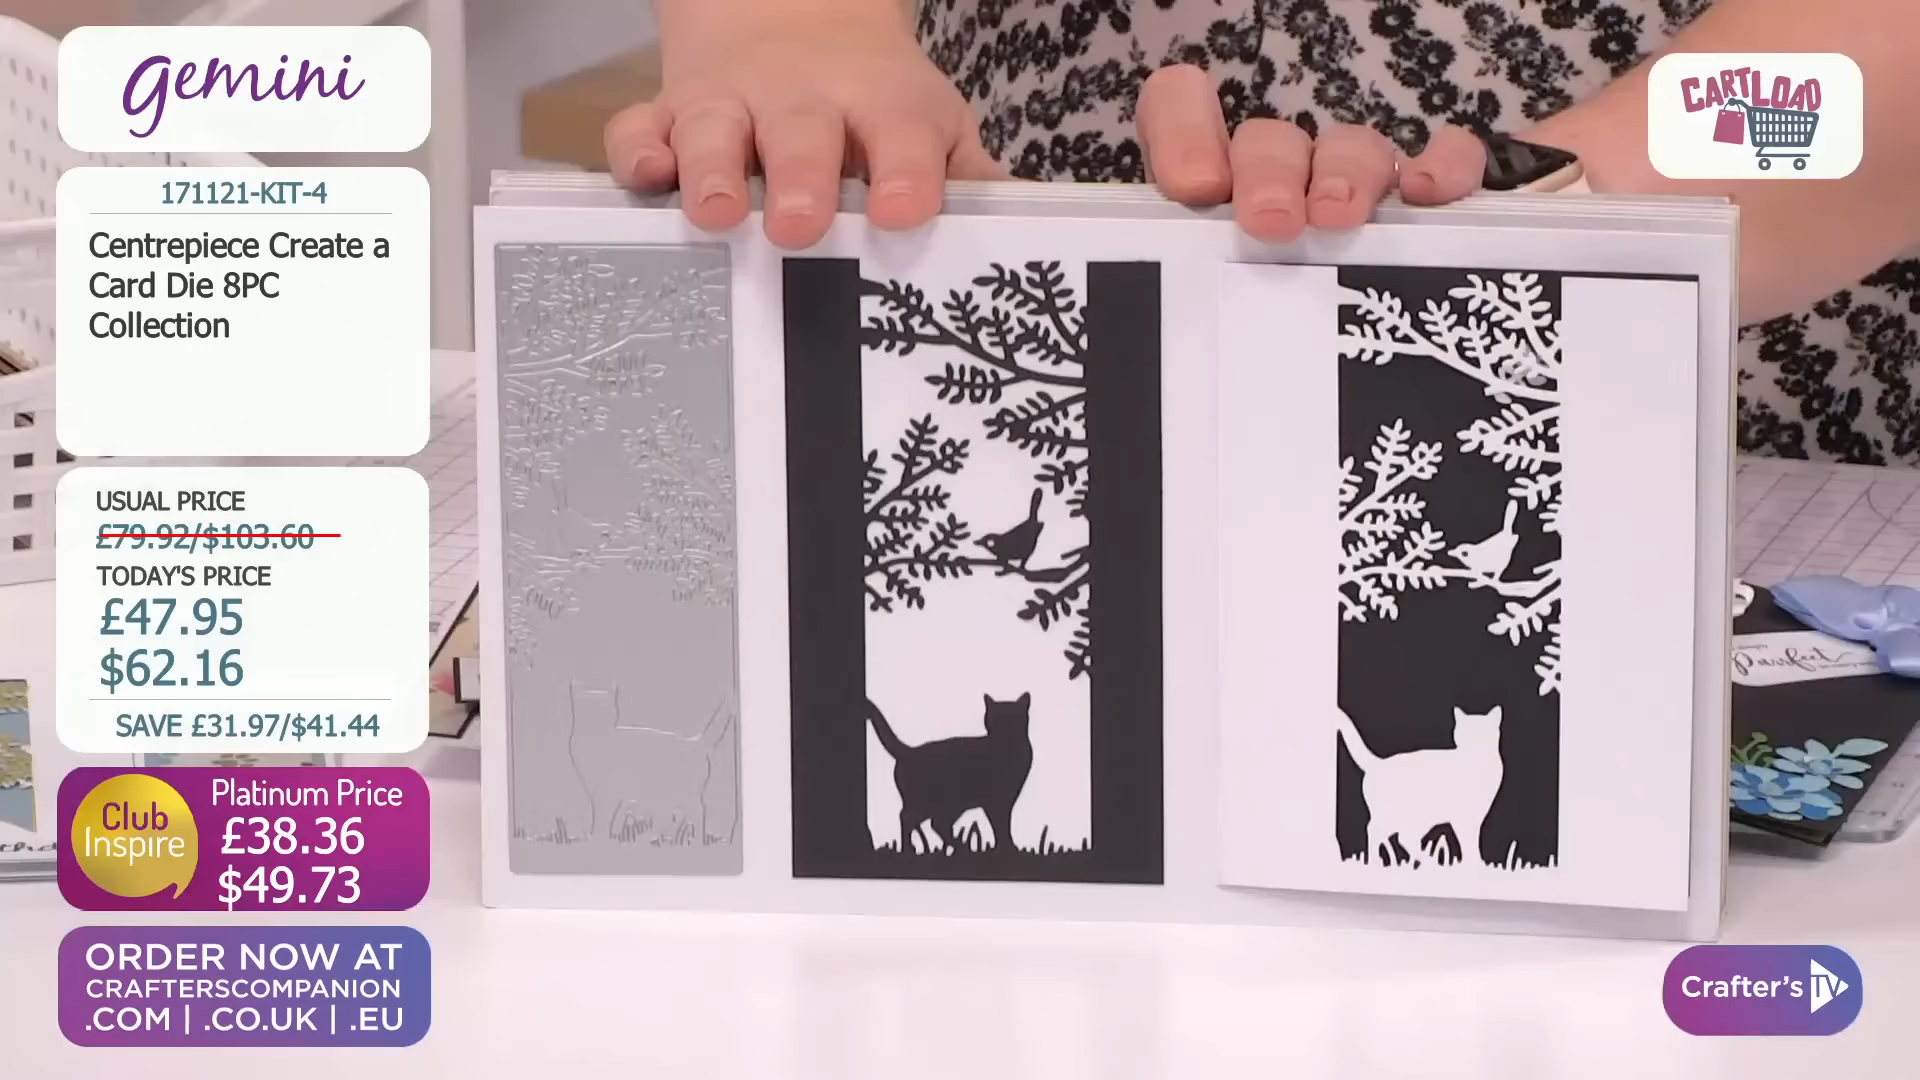 gemini
171121-KIT-4
Centrepiece Create a
Card Die 8PC
Collection
USUAL PRICE
£79.92/$103.60
TODAY'S PRICE
£47.95
$62.16
SAVE £31.97/$41.44
Club
Inspire
Platinum Price
£38.36
$49.73
ORDER NOW AT
CRAFTERSCOMPANION
.COM | .CO.UK | .EU
CARTLOAD
Purrfect
Crafter's TV